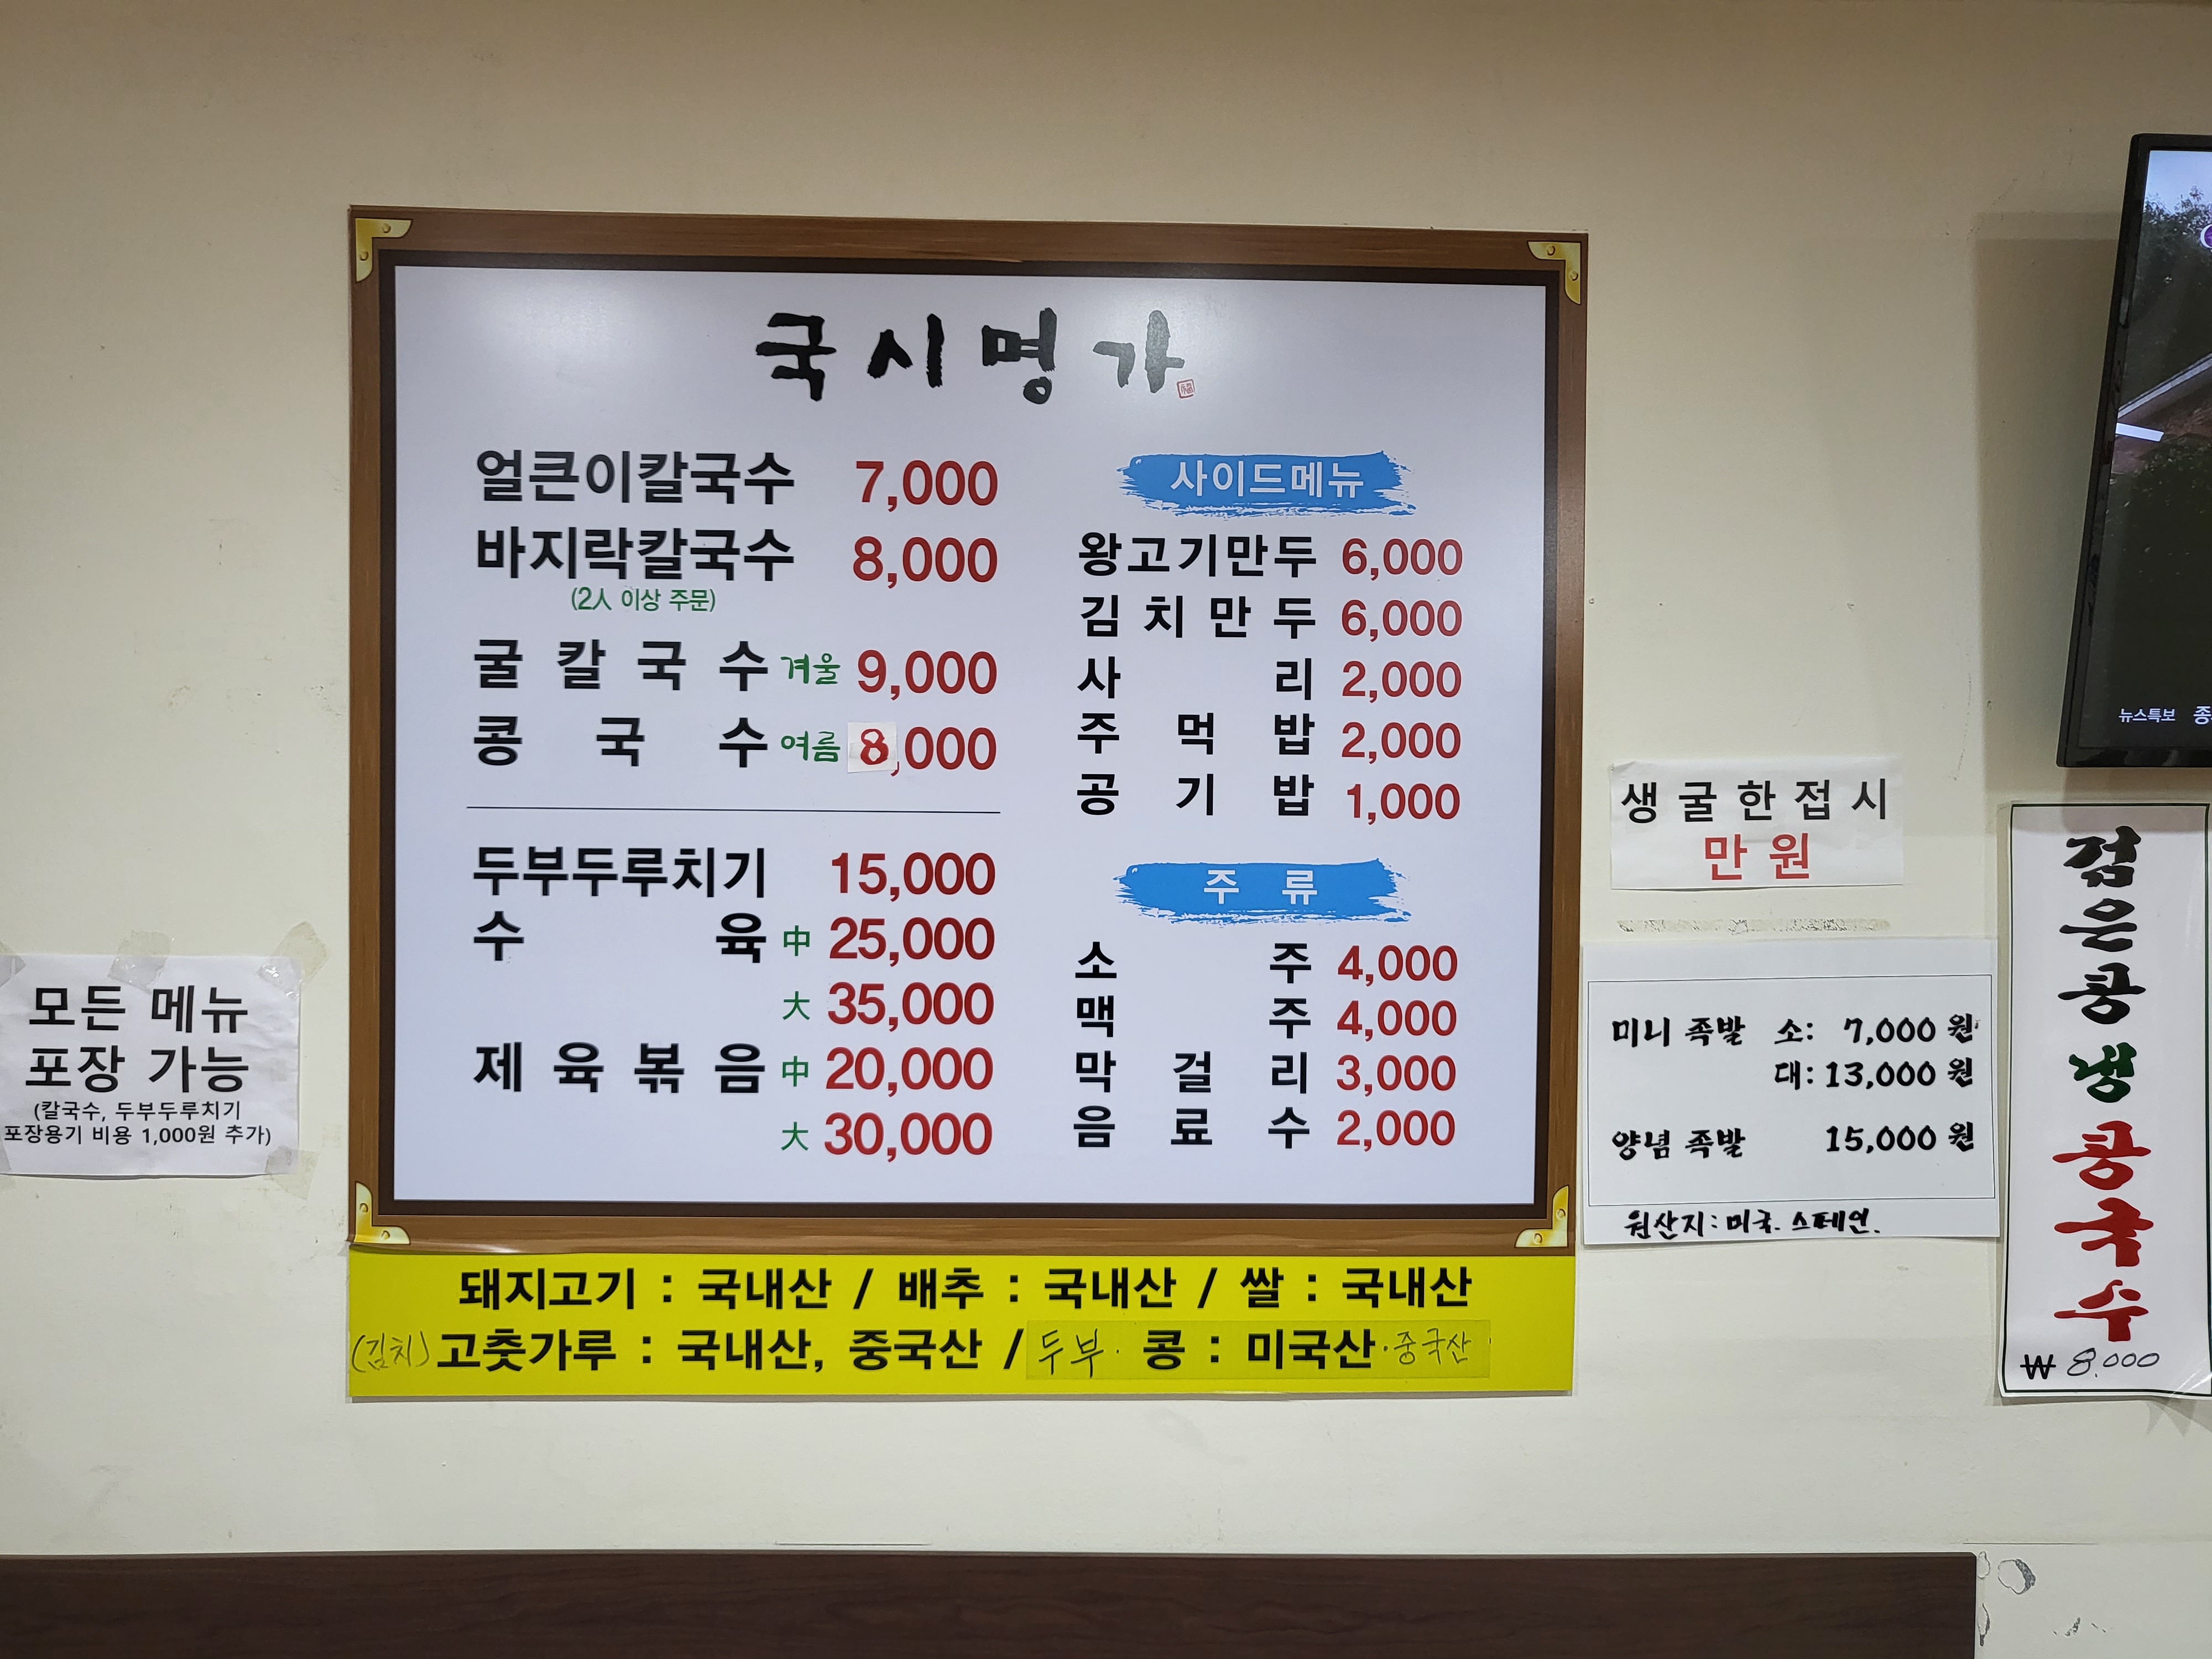 국시명가
얼큰이칼국수 7,000
바지락칼국수 8,000
(2人 이상 주문)
굴칼국수 겨울 9,000
콩국수 여름 8,000
두부두루치기 15,000
수육 中 25,000
大 35,000
제육볶음 中 20,000
大 30,000
사이드메뉴
왕고기만두 6,000
김치만두 6,000
사리 2,000
주먹밥 2,000
공기밥 1,000
주류
소주 4,000
맥주 4,000
막걸리 3,000
음료수 2,000
돼지고기 : 국내산 / 배추 : 국내산 / 쌀 : 국내산
(김치) 고춧가루 : 국내산, 중국산 / 두부· 콩 : 미국산·중국산
모든 메뉴
포장 가능
(칼국수, 두부두루치기
포장용기 비용 1,000원 추가)
생굴한접시
만원
미니 족발 소: 7,000 원
대: 13,000 원
양념 족발 15,000 원
원산지: 미국. 스페인.
검은콩냉콩국수
₩ 8,000
뉴스특보